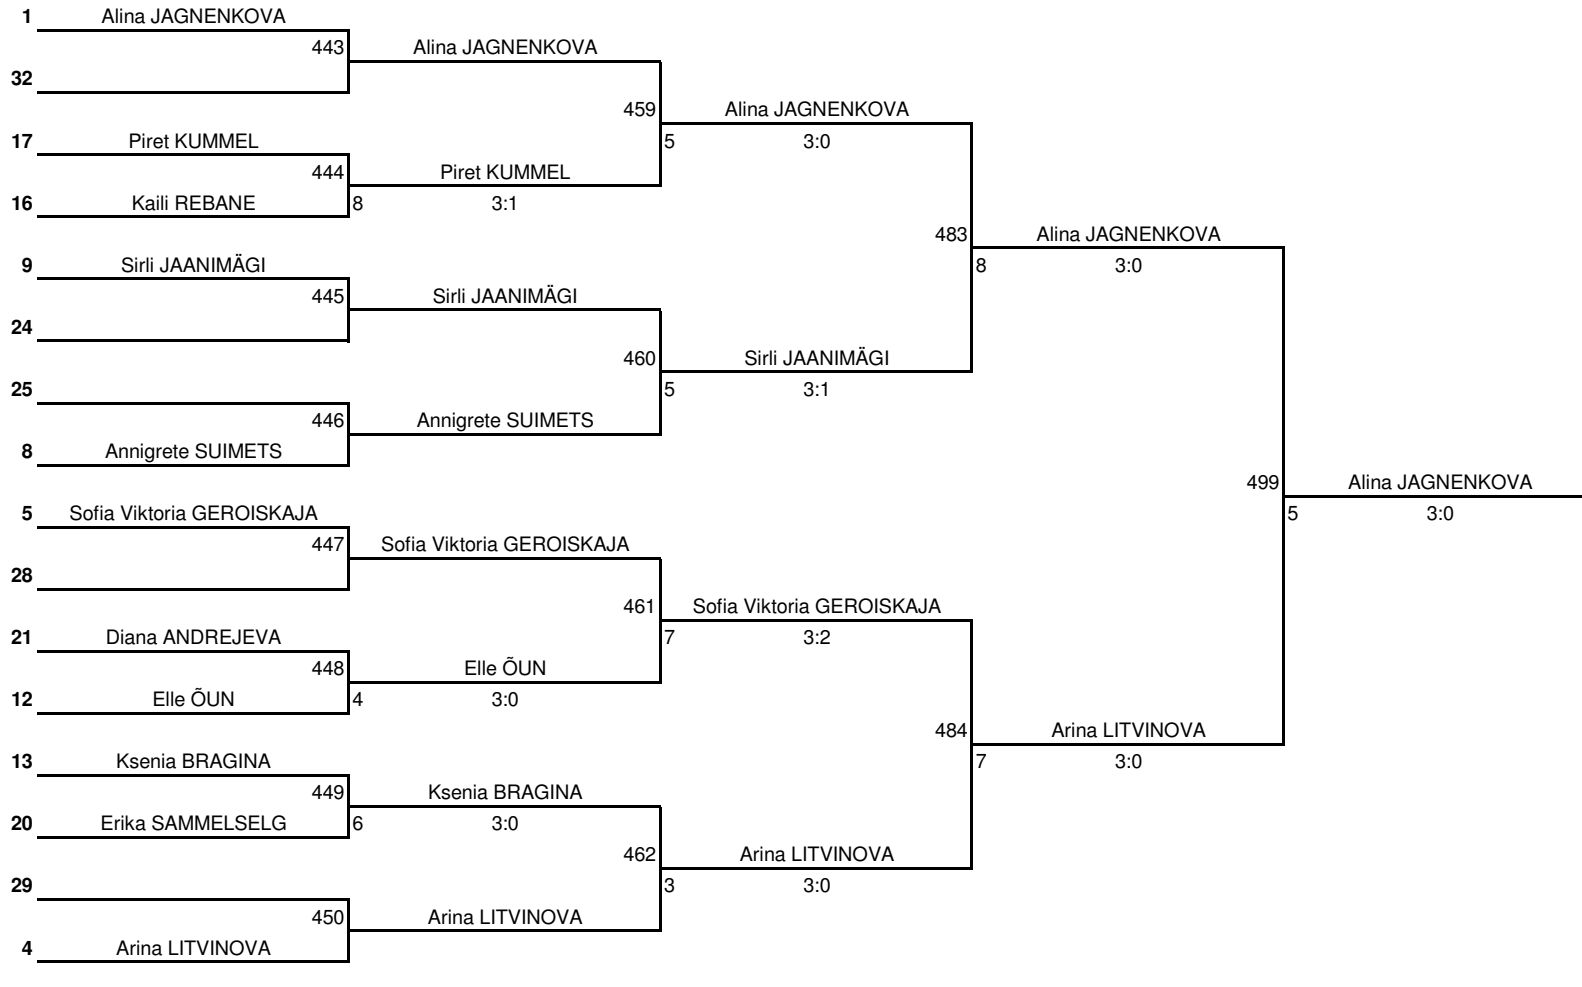 1 Alina JAGNENKOVA
443 Alina JAGNENKOVA
32
459 Alina JAGNENKOVA
17 Piret KUMMEL
5 3:0
444 Piret KUMMEL
16 Kaili REBANE 8 3:1
483 Alina JAGNENKOVA
9 Sirli JAANIMÄGI
8 3:0
445 Sirli JAANIMÄGI
24
460 Sirli JAANIMÄGI
25
5 3:1
446 Annigrete SUIMETS
8 Annigrete SUIMETS
499 Alina JAGNENKOVA
5 Sofia Viktoria GEROISKAJA
5 3:0
447 Sofia Viktoria GEROISKAJA
28
461 Sofia Viktoria GEROISKAJA
21 Diana ANDREJEVA
7 3:2
448 Elle ÕUN
12 Elle ÕUN 4 3:0
484 Arina LITVINOVA
13 Ksenia BRAGINA
7 3:0
449 Ksenia BRAGINA
20 Erika SAMMELSELG 6 3:0
462 Arina LITVINOVA
29
3 3:0
450 Arina LITVINOVA
4 Arina LITVINOVA